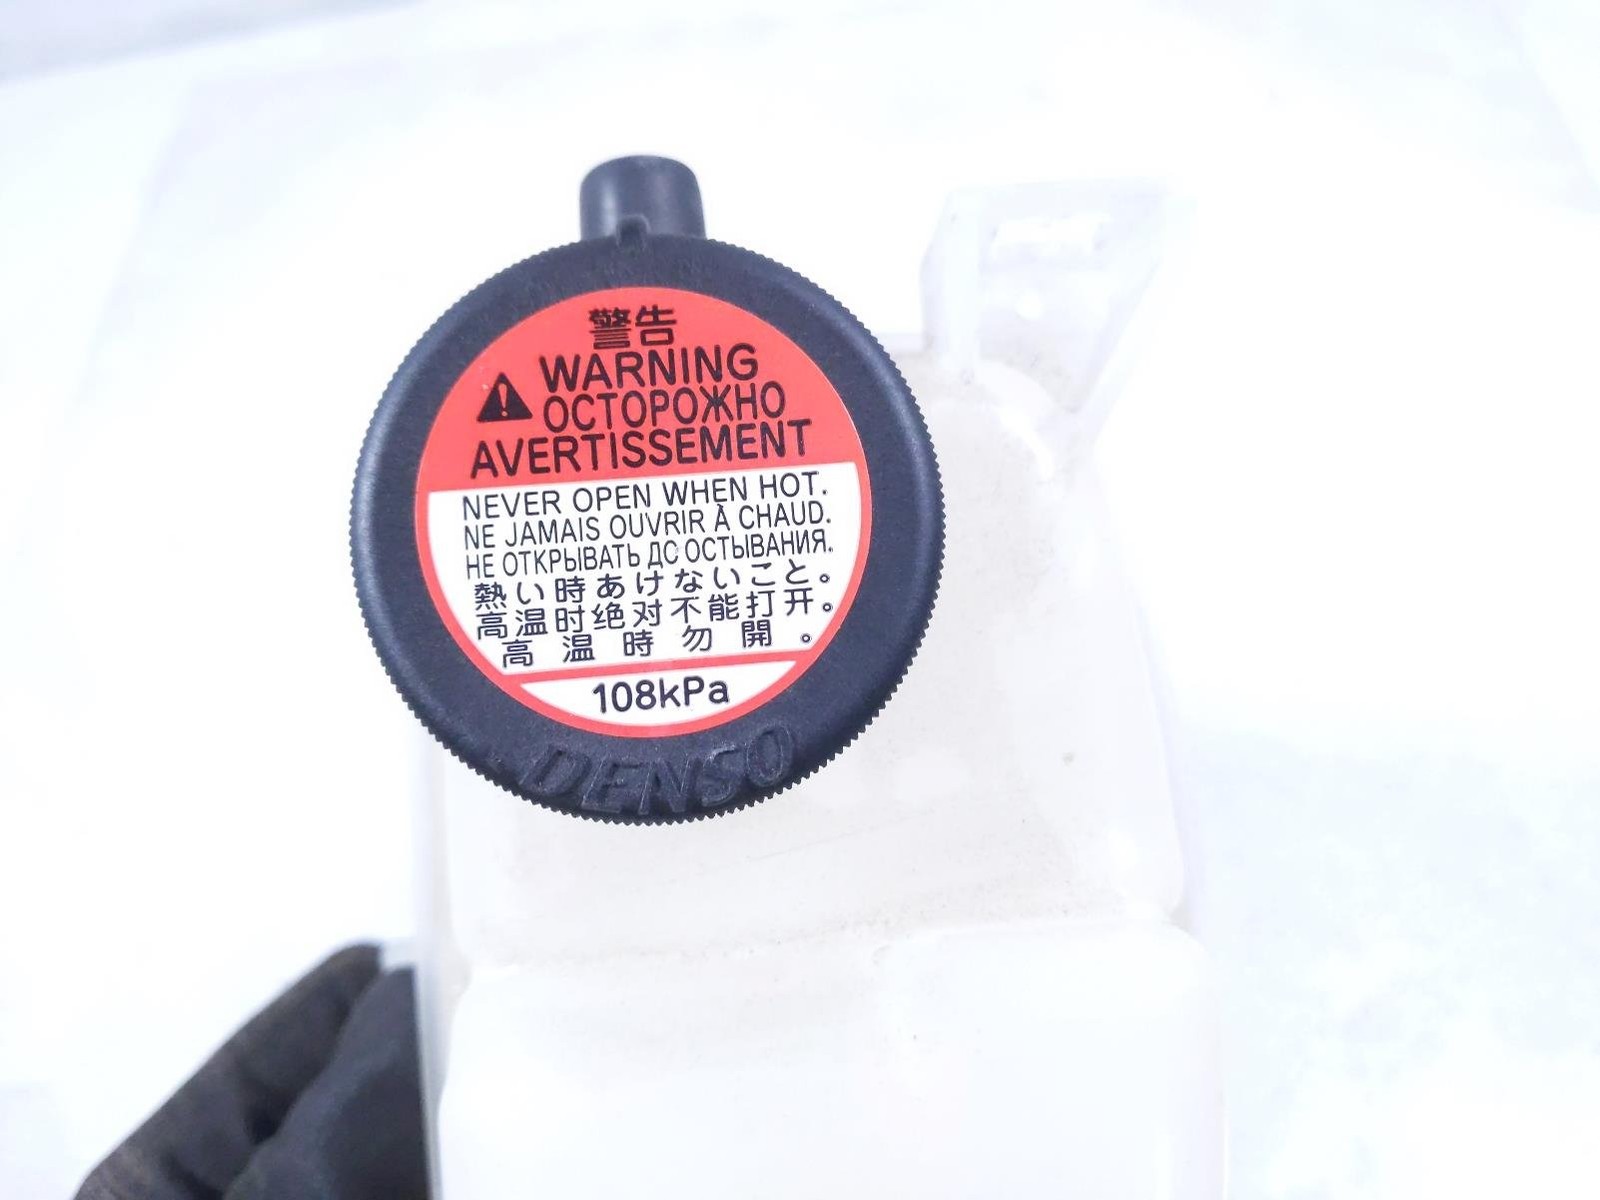 警告
WARNING
ОСТОРОЖНО
AVERTISSEMENT
NEVER OPEN WHEN HOT.
NE JAMAIS OUVRIR À CHAUD.
НЕ ОТКРЫВАТЬ ДО ОСТЫВАНИЯ.
熱い時あけないこと。
高温时绝对不能打开。
高温時勿開。
108kPa
DENSO